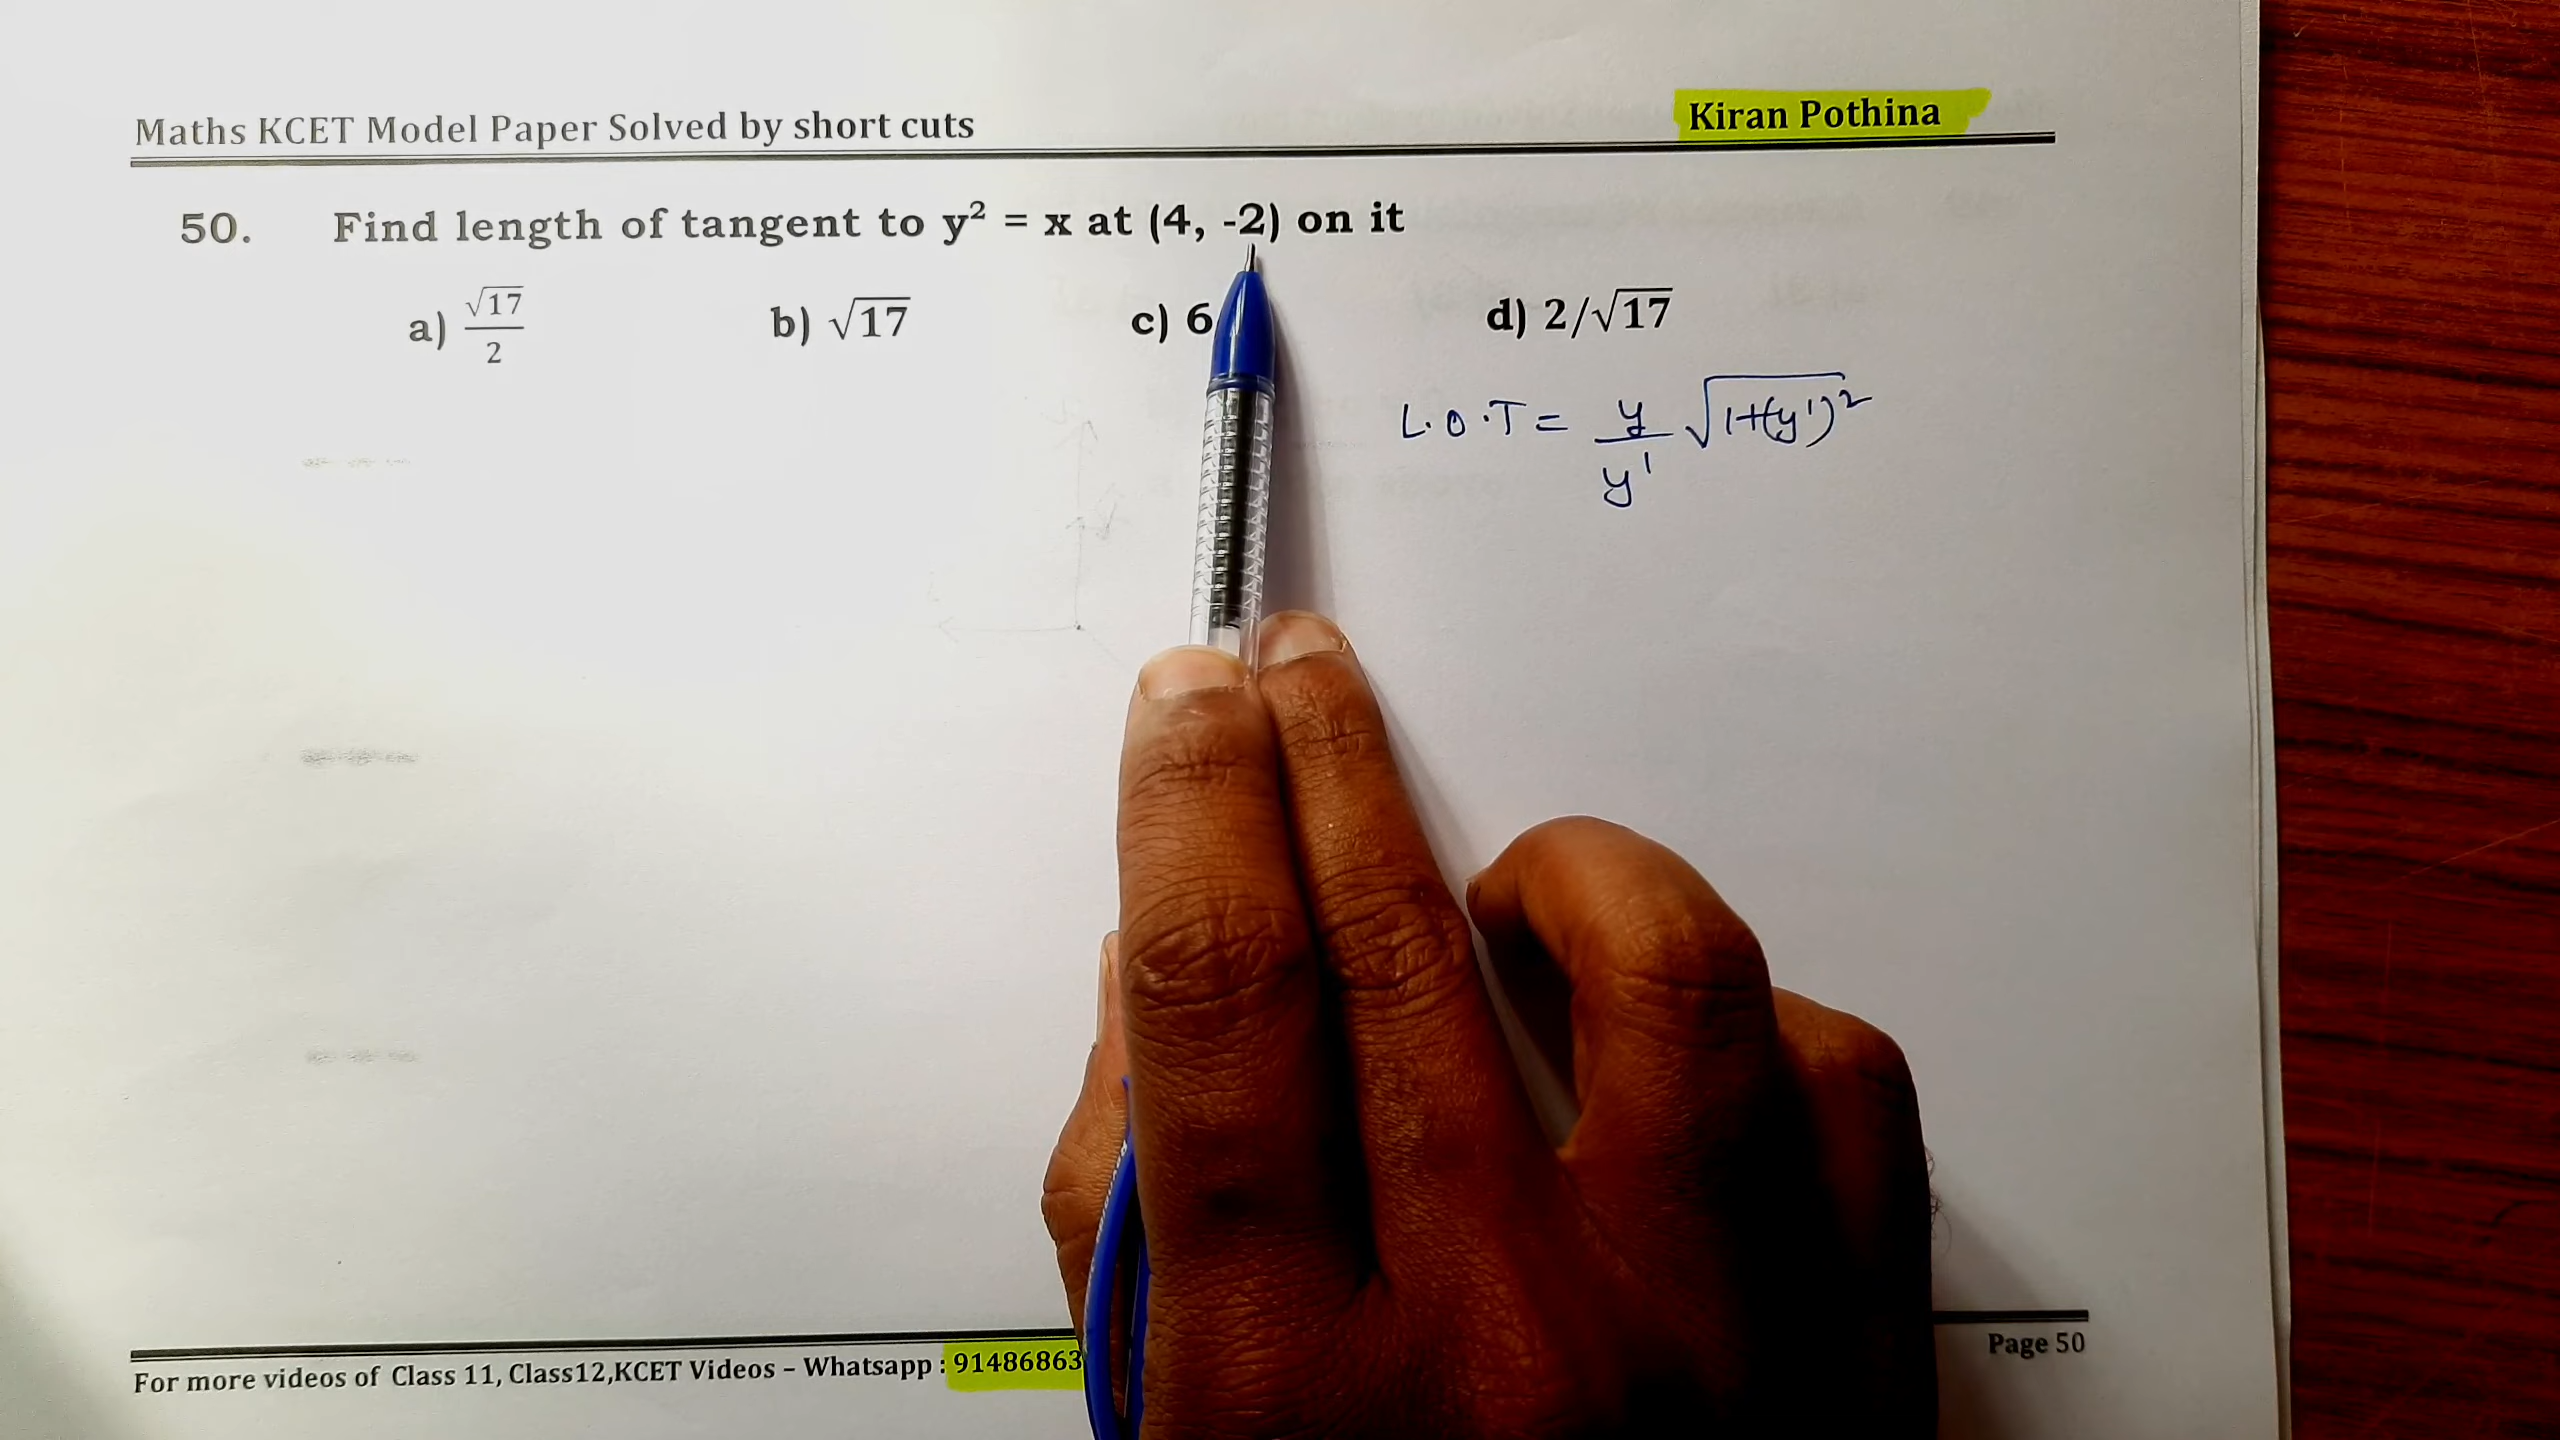 Maths KCET Model Paper Solved by short cuts
Kiran Pothina
50. Find length of tangent to y² = x at (4, -2) on it
a) √17/2 b) √17 c) 6 d) 2/√17
L.O.T = y/y' √1+(y')²
For more videos of Class 11, Class12,KCET Videos – Whatsapp : 91486863
Page 50